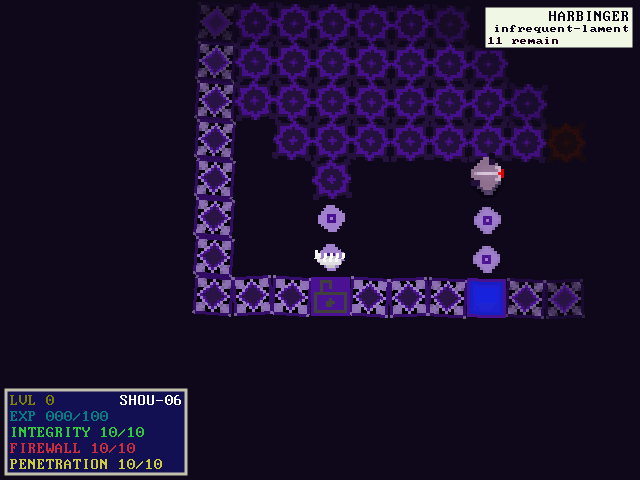 HARBINGER
infrequent-lament
11 remain
LVL 0 SHOU-06
EXP 000/100
INTEGRITY 10/10
FIREWALL 10/10
PENETRATION 10/10